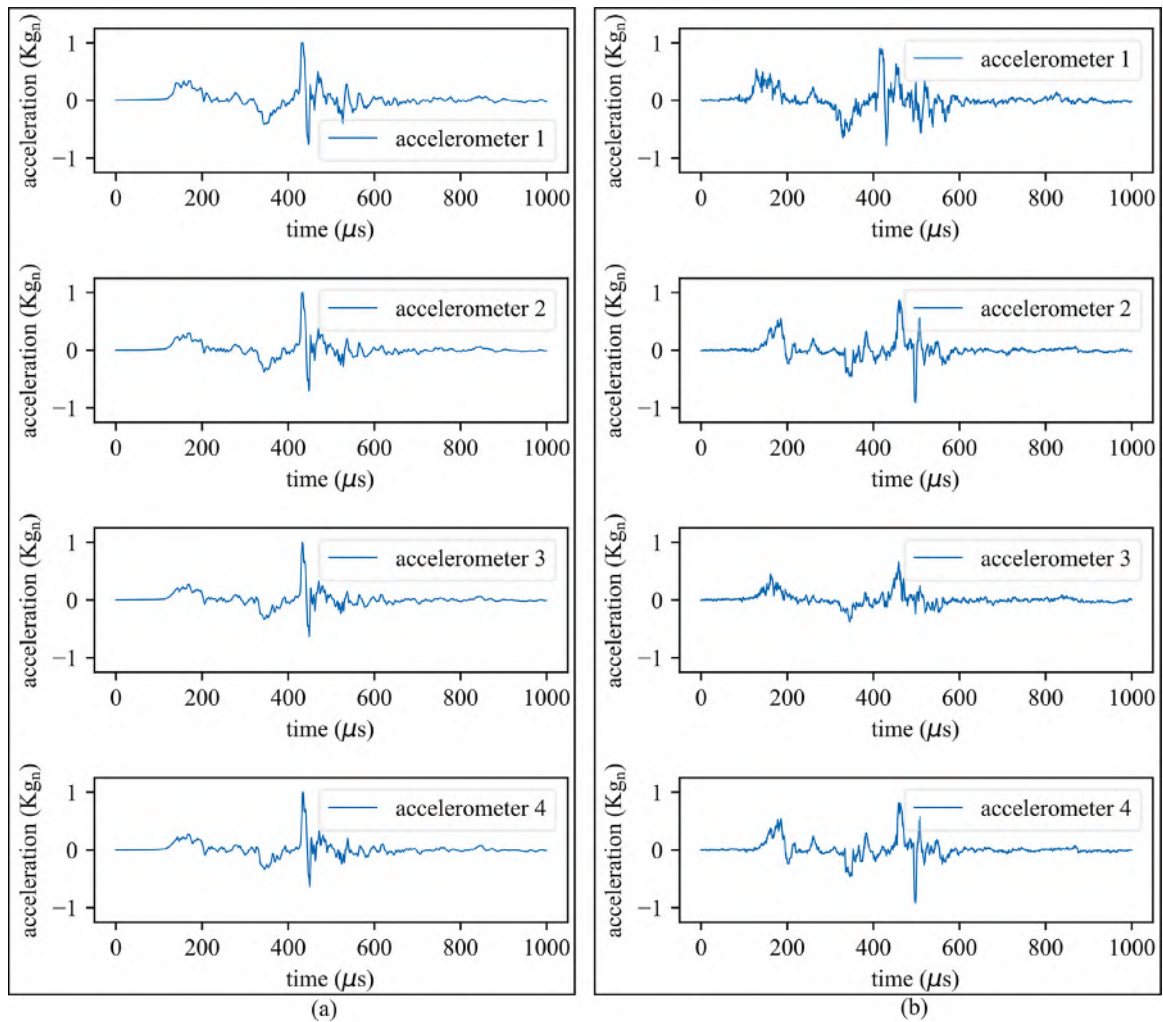 acceleration (Kgn)
1
0
−1
accelerometer 1
0 200 400 600 800 1000
time (μs)
acceleration (Kgn)
1
0
−1
accelerometer 2
0 200 400 600 800 1000
time (μs)
acceleration (Kgn)
1
0
−1
accelerometer 3
0 200 400 600 800 1000
time (μs)
acceleration (Kgn)
1
0
−1
accelerometer 4
0 200 400 600 800 1000
time (μs)
(a)
acceleration (Kgn)
1
0
−1
accelerometer 1
0 200 400 600 800 1000
time (μs)
acceleration (Kgn)
1
0
−1
accelerometer 2
0 200 400 600 800 1000
time (μs)
acceleration (Kgn)
1
0
−1
accelerometer 3
0 200 400 600 800 1000
time (μs)
acceleration (Kgn)
1
0
−1
accelerometer 4
0 200 400 600 800 1000
time (μs)
(b)